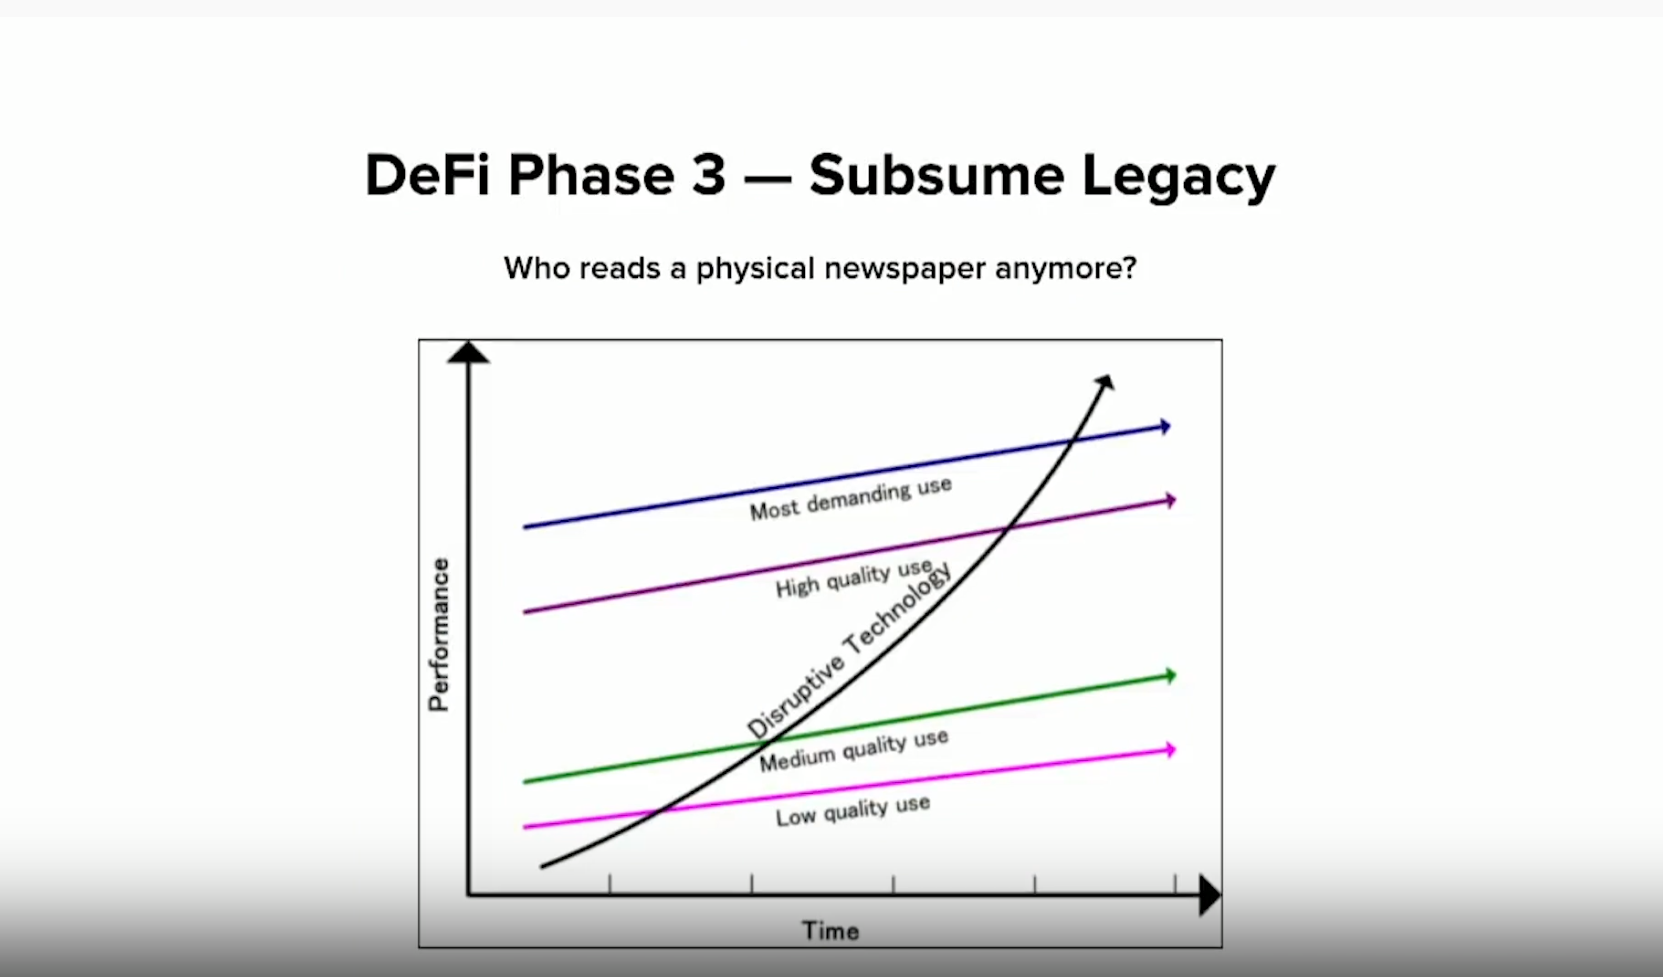 DeFi Phase 3 — Subsume Legacy
Who reads a physical newspaper anymore?
Most demanding use
High quality use
Disruptive Technology
Medium quality use
Low quality use
Performance
Time